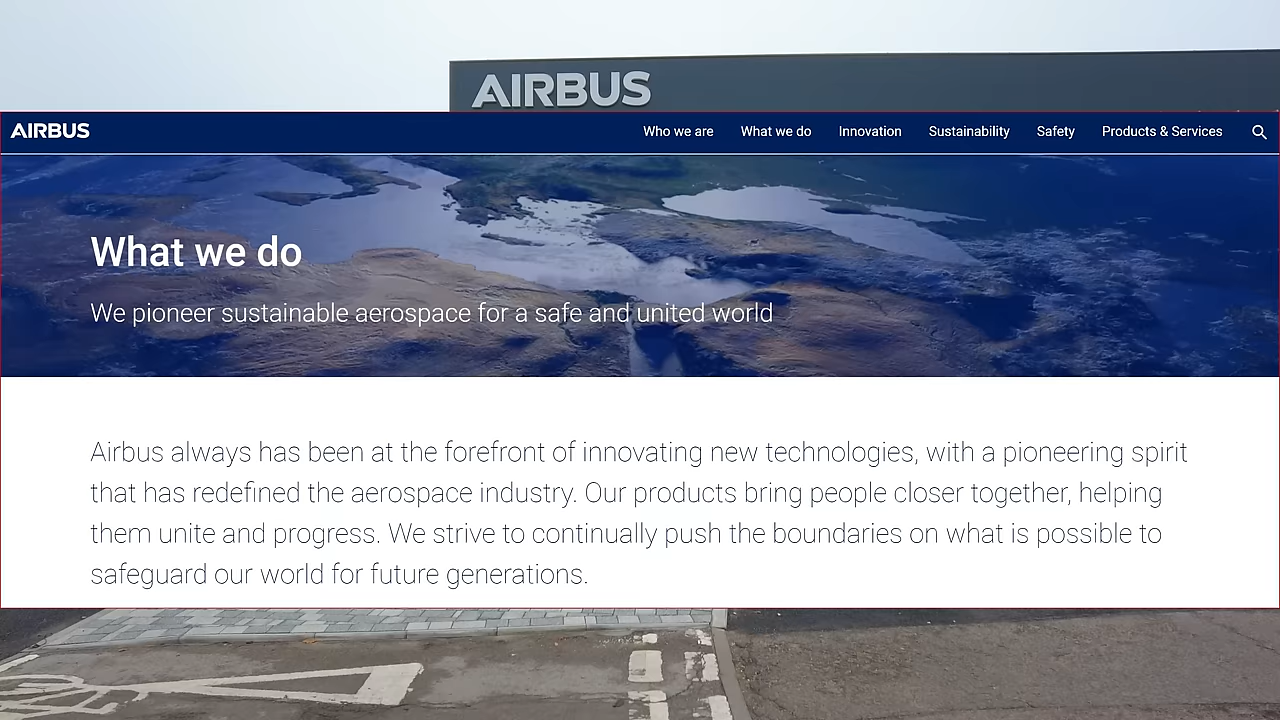 AIRBUS
AIRBUS
Who we are What we do Innovation Sustainability Safety Products & Services
What we do
We pioneer sustainable aerospace for a safe and united world
Airbus always has been at the forefront of innovating new technologies, with a pioneering spirit
that has redefined the aerospace industry. Our products bring people closer together, helping
them unite and progress. We strive to continually push the boundaries on what is possible to
safeguard our world for future generations.